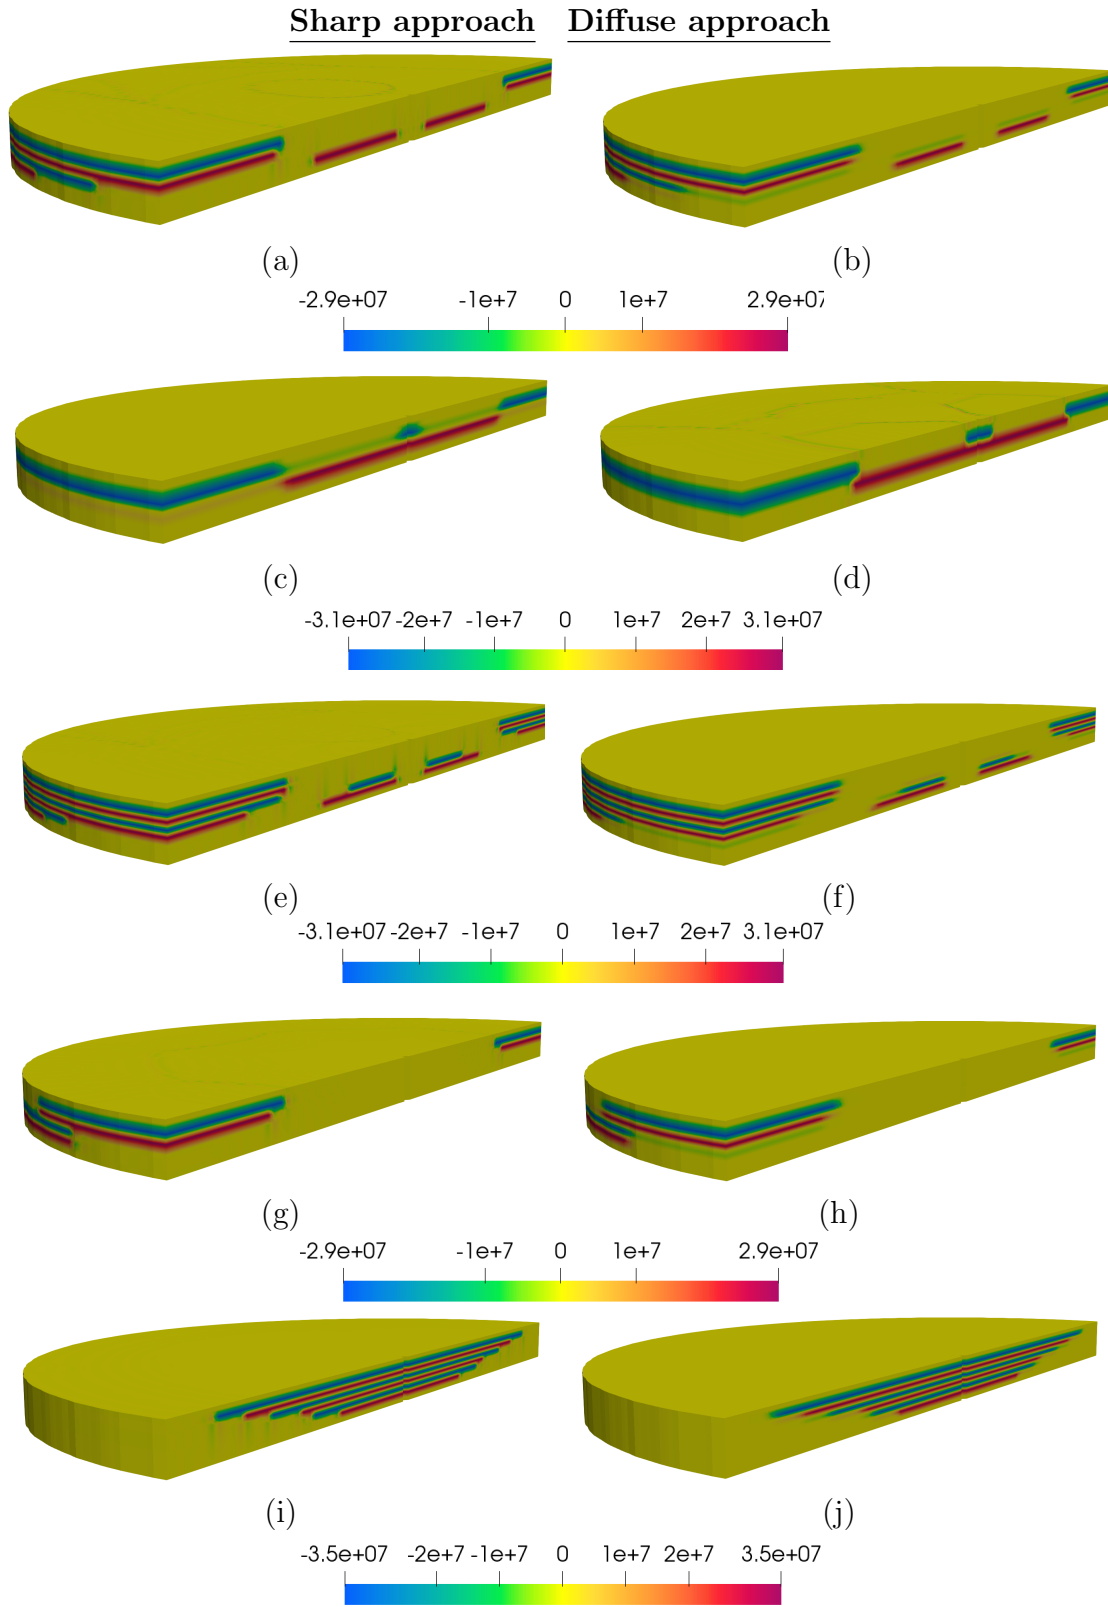 Sharp approach Diffuse approach
(a) (b)
-2.9e+07 -1e+7 0 1e+7 2.9e+07
(c) (d)
-3.1e+07 -2e+7 -1e+7 0 1e+7 2e+7 3.1e+07
(e) (f)
-3.1e+07 -2e+7 -1e+7 0 1e+7 2e+7 3.1e+07
(g) (h)
-2.9e+07 -1e+7 0 1e+7 2.9e+07
(i) (j)
-3.5e+07 -2e+7 -1e+7 0 1e+7 2e+7 3.5e+07